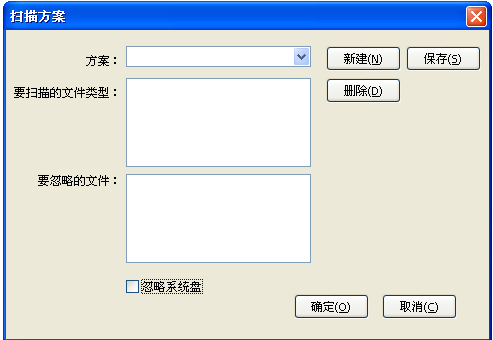 扫描方案
方案： 新建(N) 保存(S)
要扫描的文件类型： 删除(D)
要忽略的文件：
忽略系统盘
确定(O) 取消(C)